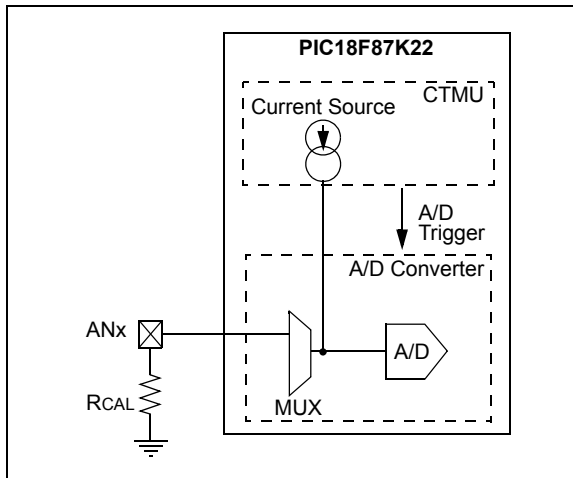 PIC18F87K22
CTMU
Current Source
A/D
Trigger
A/D Converter
ANx
A/D
RCAL
MUX